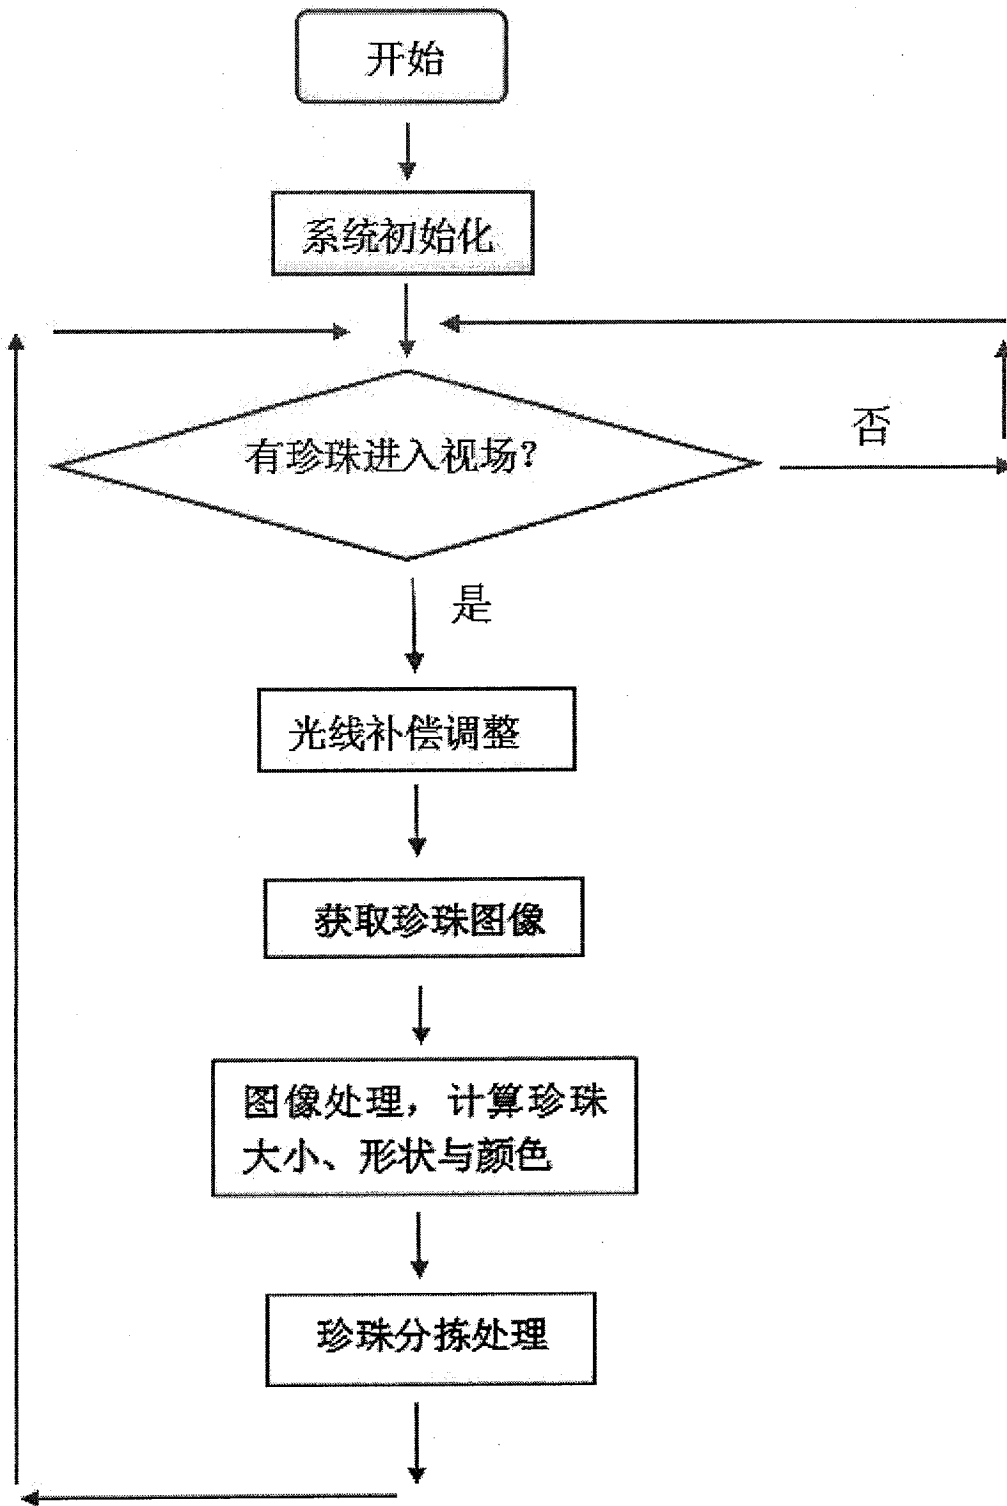 开始
系统初始化
有珍珠进入视场？
否
是
光线补偿调整
获取珍珠图像
图像处理，计算珍珠
大小、形状与颜色
珍珠分拣处理